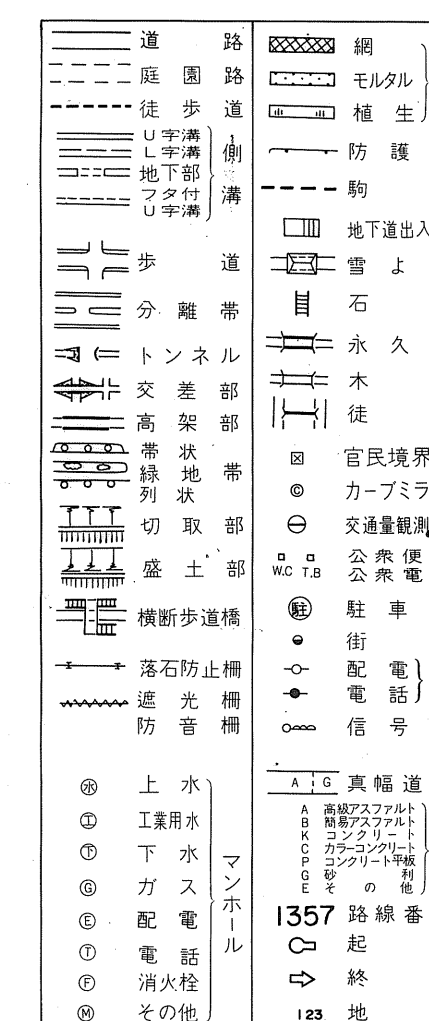 道路
庭園路
徒歩道
U字溝
L字溝
地下部
フタ付
U字溝
側溝
歩道
分離帯
トンネル
交差部
高架部
帯状
緑地帯
列状
切取部
盛土部
横断歩道橋
落石防止柵
遮光柵
防音柵
水 上水
工 工業用水
下 下水
G ガス
E 配電
T 電話
F 消火栓
M その他
マンホール
網
モルタル
植生
防護
駒
地下道出入
雪よ
石
永久
木
徒
官民境界
C カーブミラ
交通量観測
W.C T.B
公衆便
公衆電
駐 駐車
街
配電
電話
信号
A G 真幅道
A 高級アスファルト
B 簡易アスファルト
K コンクリート
C カラーコンクリート
P コンクリート平板
G 砂利
E その他
1357 路線番
起
終
123 地